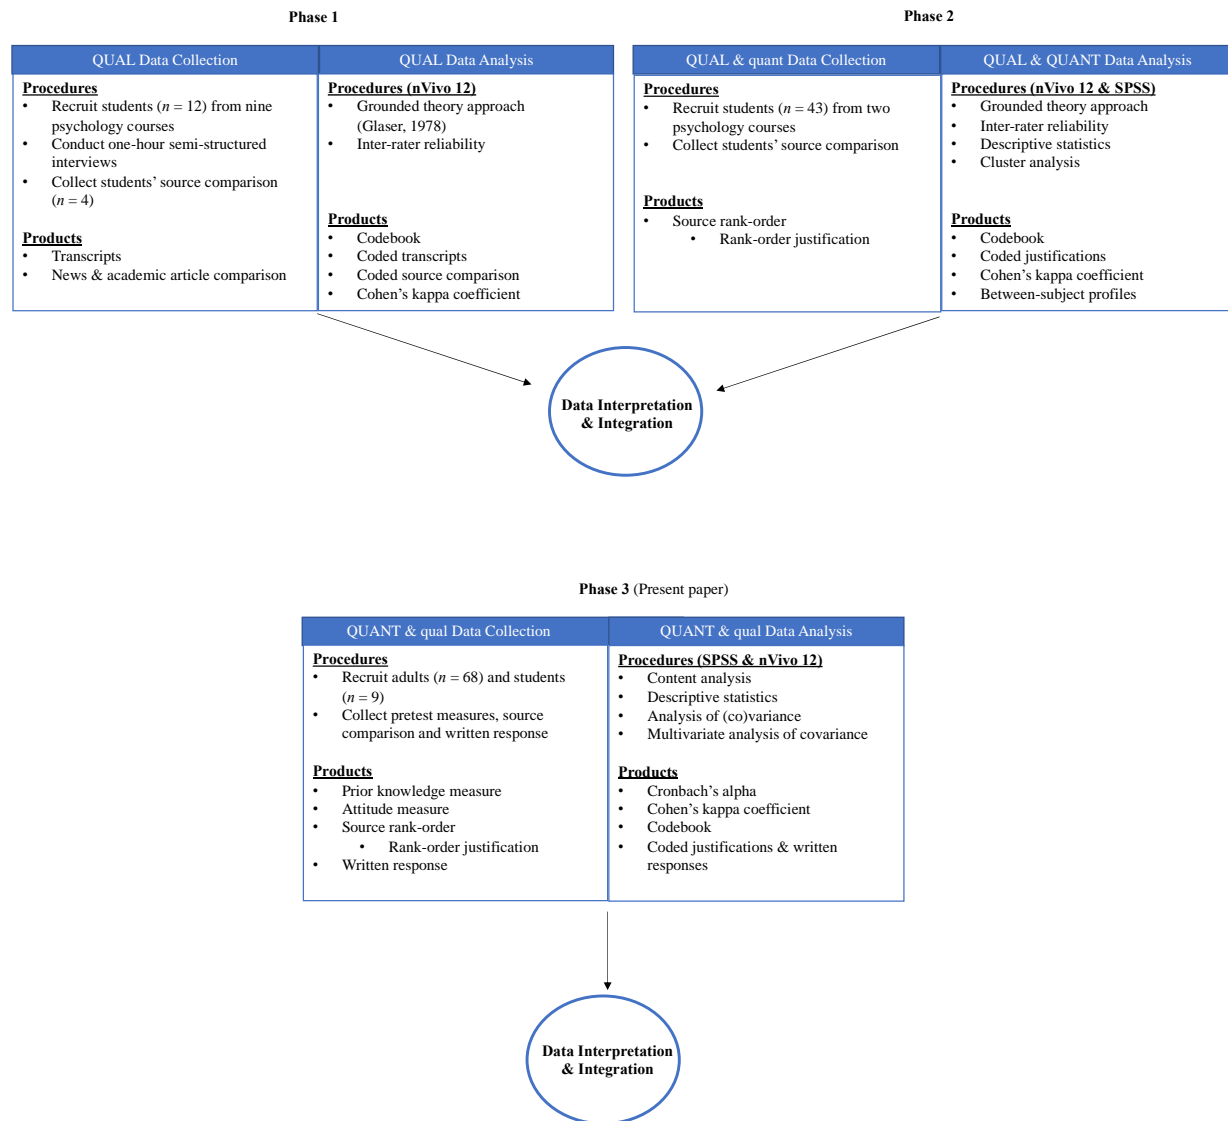 Phase 1
QUAL Data Collection
Procedures
• Recruit students (n = 12) from nine
psychology courses
• Conduct one-hour semi-structured
interviews
• Collect students' source comparison
(n = 4)
Products
• Transcripts
• News & academic article comparison
QUAL Data Analysis
Procedures (nVivo 12)
• Grounded theory approach
(Glaser, 1978)
• Inter-rater reliability
Products
• Codebook
• Coded transcripts
• Coded source comparison
• Cohen's kappa coefficient
Phase 2
QUAL & quant Data Collection
Procedures
• Recruit students (n = 43) from two
psychology courses
• Collect students' source comparison
Products
• Source rank-order
• Rank-order justification
QUAL & QUANT Data Analysis
Procedures (nVivo 12 & SPSS)
• Grounded theory approach
• Inter-rater reliability
• Descriptive statistics
• Cluster analysis
Products
• Codebook
• Coded justifications
• Cohen's kappa coefficient
• Between-subject profiles
Data Interpretation
& Integration
Phase 3 (Present paper)
QUANT & qual Data Collection
Procedures
• Recruit adults (n = 68) and students
(n = 9)
• Collect pretest measures, source
comparison and written response
Products
• Prior knowledge measure
• Attitude measure
• Source rank-order
• Rank-order justification
• Written response
QUANT & qual Data Analysis
Procedures (SPSS & nVivo 12)
• Content analysis
• Descriptive statistics
• Analysis of (co)variance
• Multivariate analysis of covariance
Products
• Cronbach's alpha
• Cohen's kappa coefficient
• Codebook
• Coded justifications & written
responses
Data Interpretation
& Integration